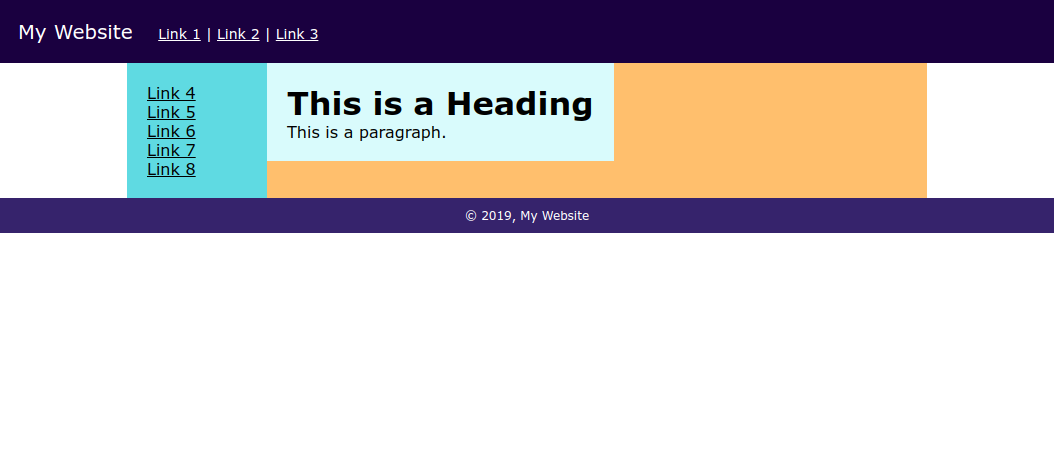 My Website Link 1 | Link 2 | Link 3
Link 4
Link 5
Link 6
Link 7
Link 8
This is a Heading
This is a paragraph.
© 2019, My Website